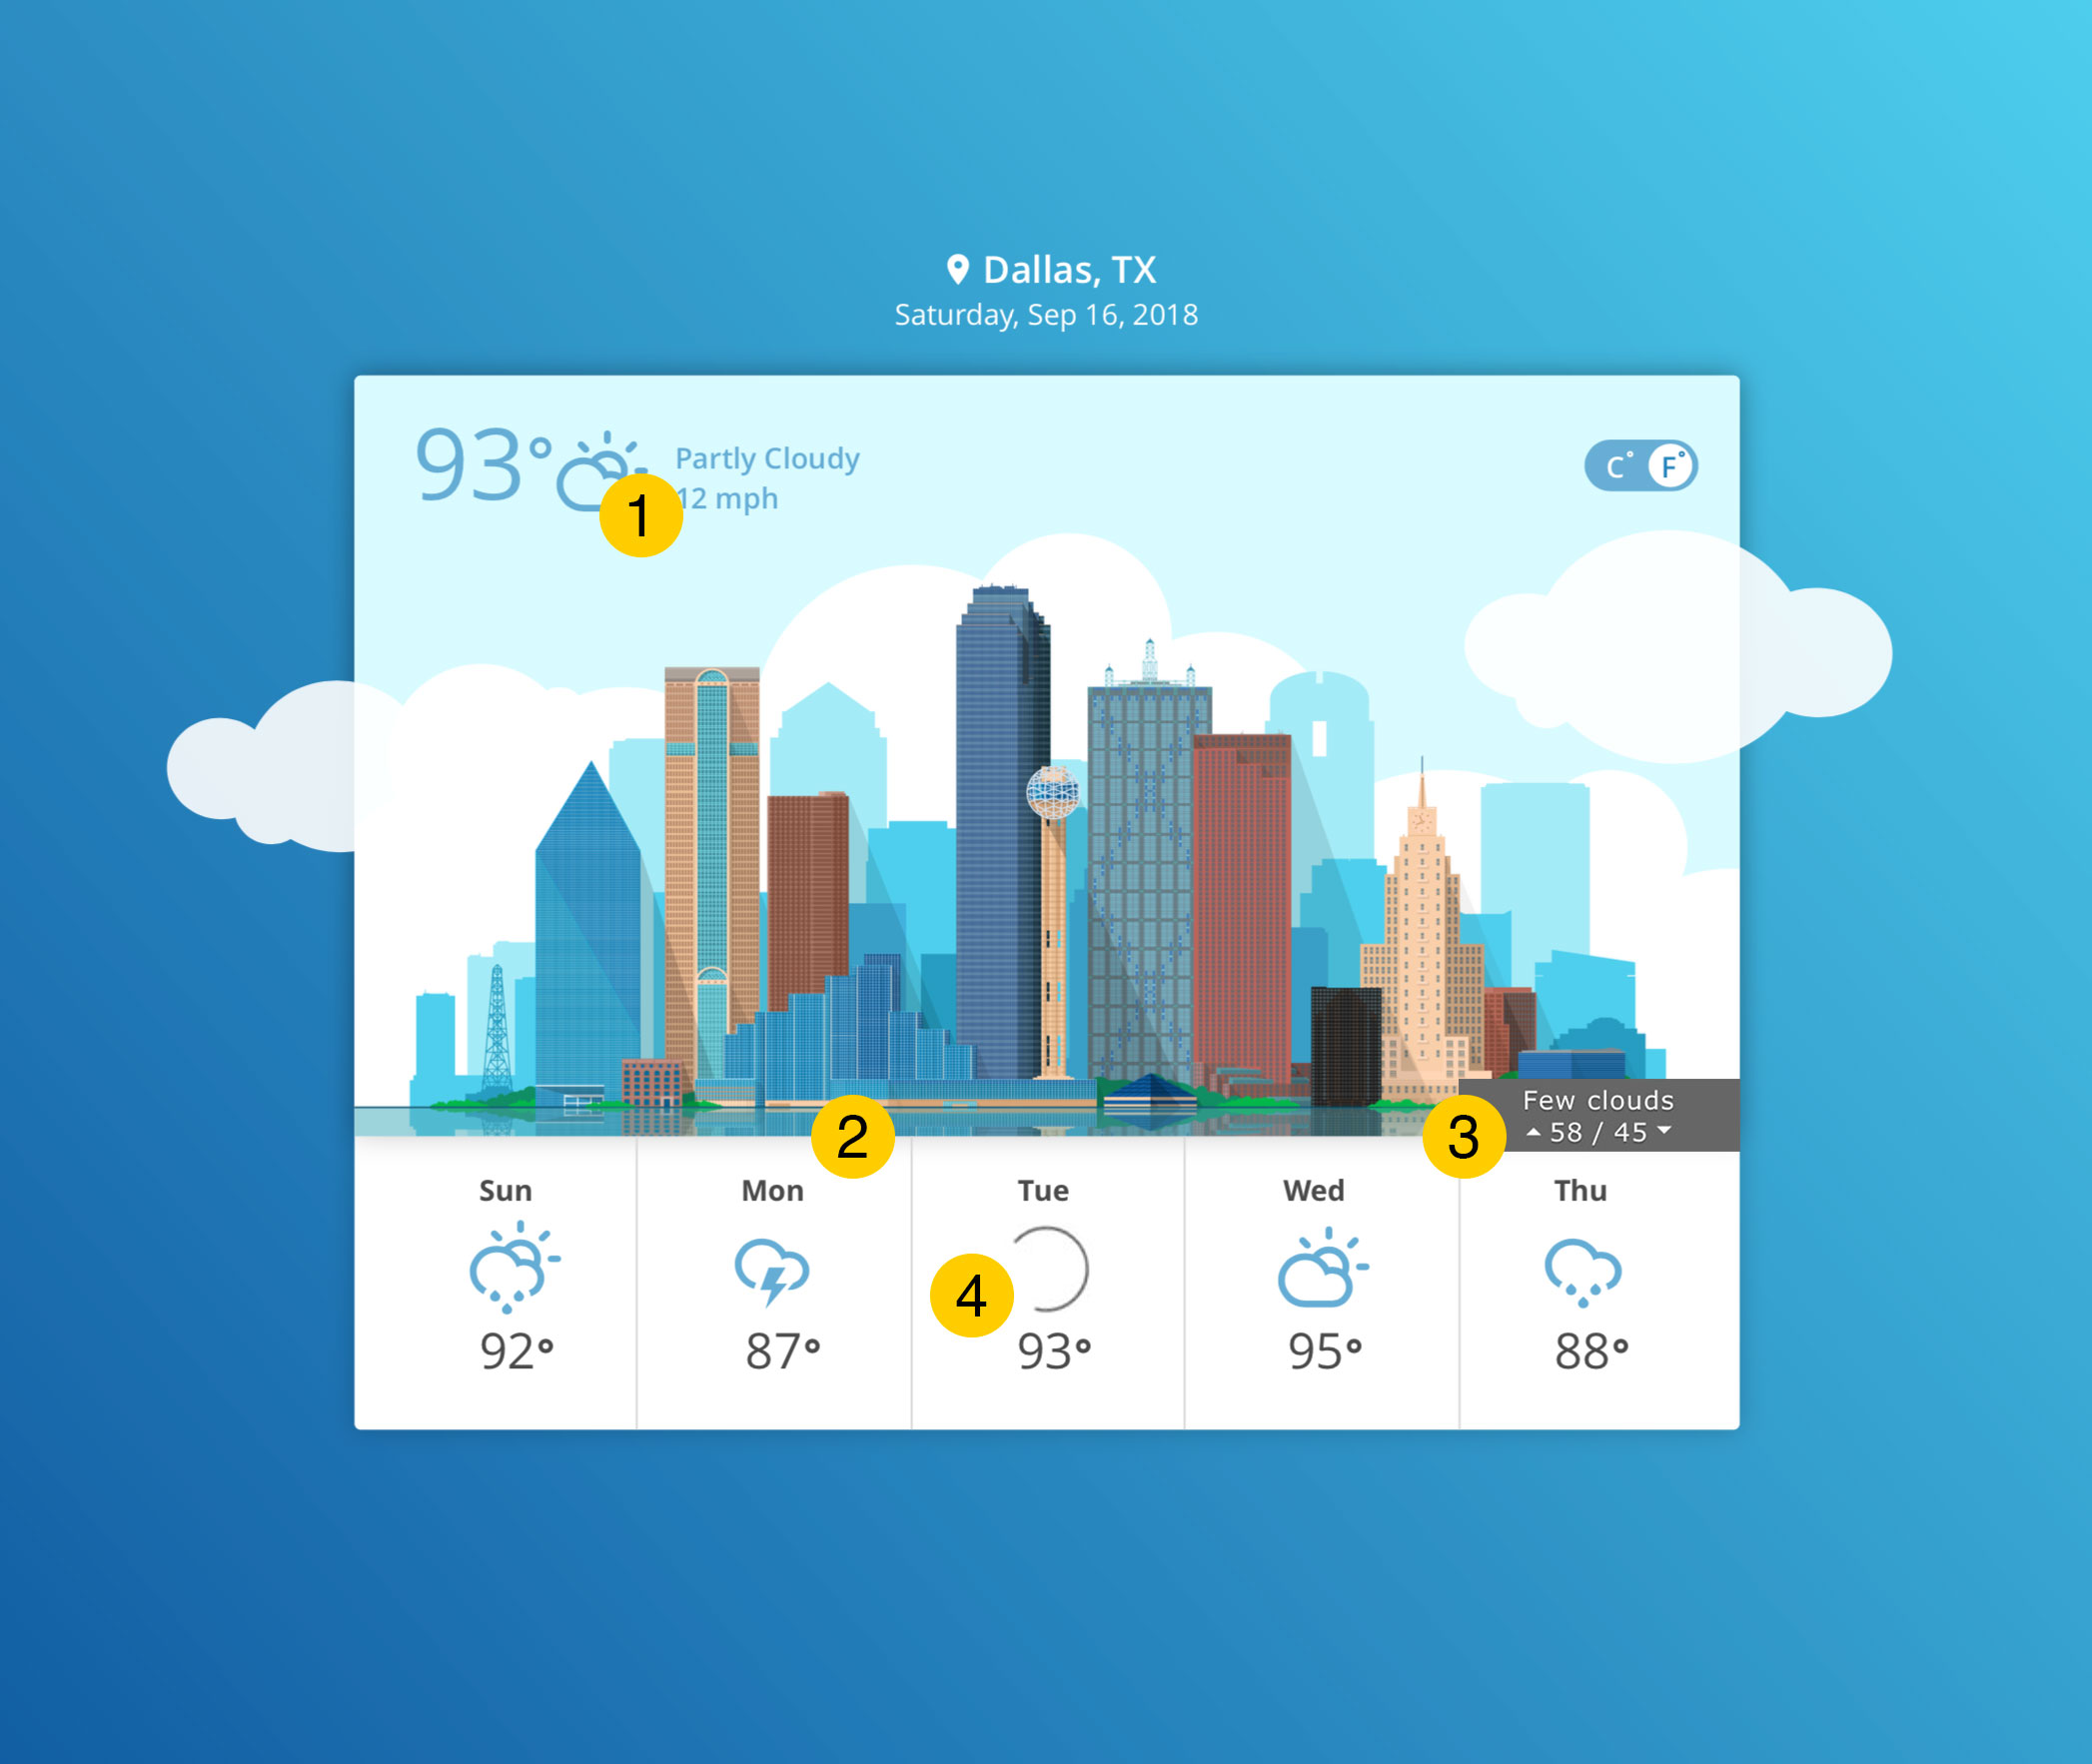 Dallas, TX
Saturday, Sep 16, 2018
93°
Partly Cloudy
12 mph
C° F°
1
2
3
Few clouds
58 / 45
Sun
Mon
Tue
Wed
Thu
4
92°
87°
93°
95°
88°